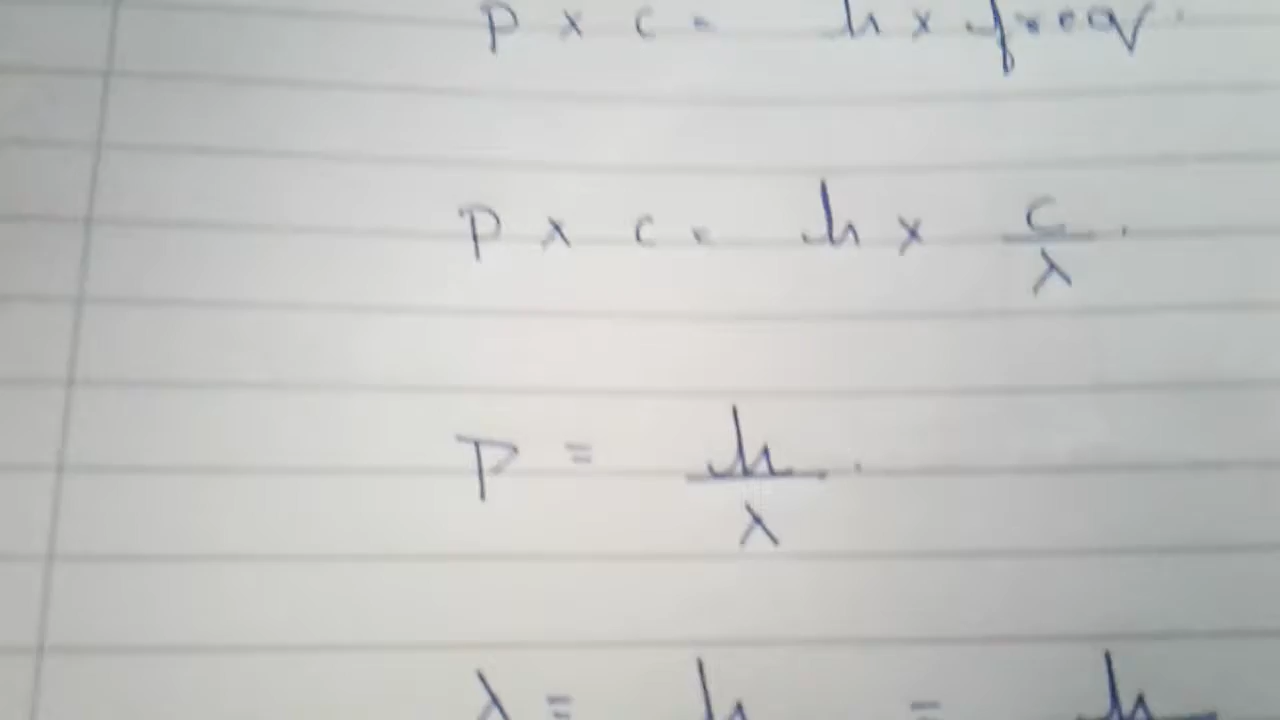 p x c = h x freq.
p x c = h x c/λ.
p = h/λ.
λ = h = h